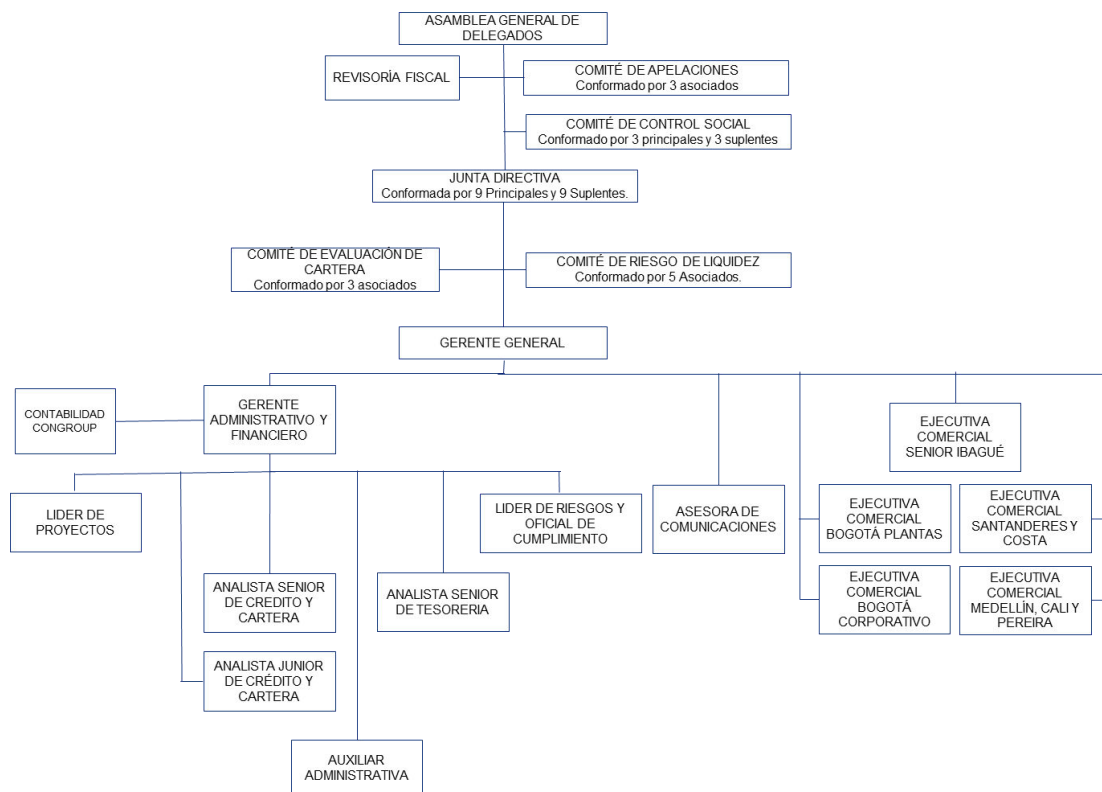 ASAMBLEA GENERAL DE
DELEGADOS
REVISORÍA FISCAL
COMITÉ DE APELACIONES
Conformado por 3 asociados
COMITÉ DE CONTROL SOCIAL
Conformado por 3 principales y 3 suplentes
JUNTA DIRECTIVA
Conformada por 9 Principales y 9 Suplentes.
COMITÉ DE EVALUACIÓN DE
CARTERA
Conformado por 3 asociados
COMITÉ DE RIESGO DE LIQUIDEZ
Conformado por 5 Asociados.
GERENTE GENERAL
CONTABILIDAD
CONGROUP
GERENTE
ADMINISTRATIVO Y
FINANCIERO
EJECUTIVA
COMERCIAL
SENIOR IBAGUÉ
LIDER DE
PROYECTOS
LIDER DE RIESGOS Y
OFICIAL DE
CUMPLIMIENTO
ASESORA DE
COMUNICACIONES
EJECUTIVA
COMERCIAL
BOGOTÁ PLANTAS
EJECUTIVA
COMERCIAL
SANTANDERES Y
COSTA
ANALISTA SENIOR
DE CREDITO Y
CARTERA
ANALISTA SENIOR
DE TESORERIA
EJECUTIVA
COMERCIAL
BOGOTÁ
CORPORATIVO
EJECUTIVA
COMERCIAL
MEDELLÍN, CALI Y
PEREIRA
ANALISTA JUNIOR
DE CRÉDITO Y
CARTERA
AUXILIAR
ADMINISTRATIVA